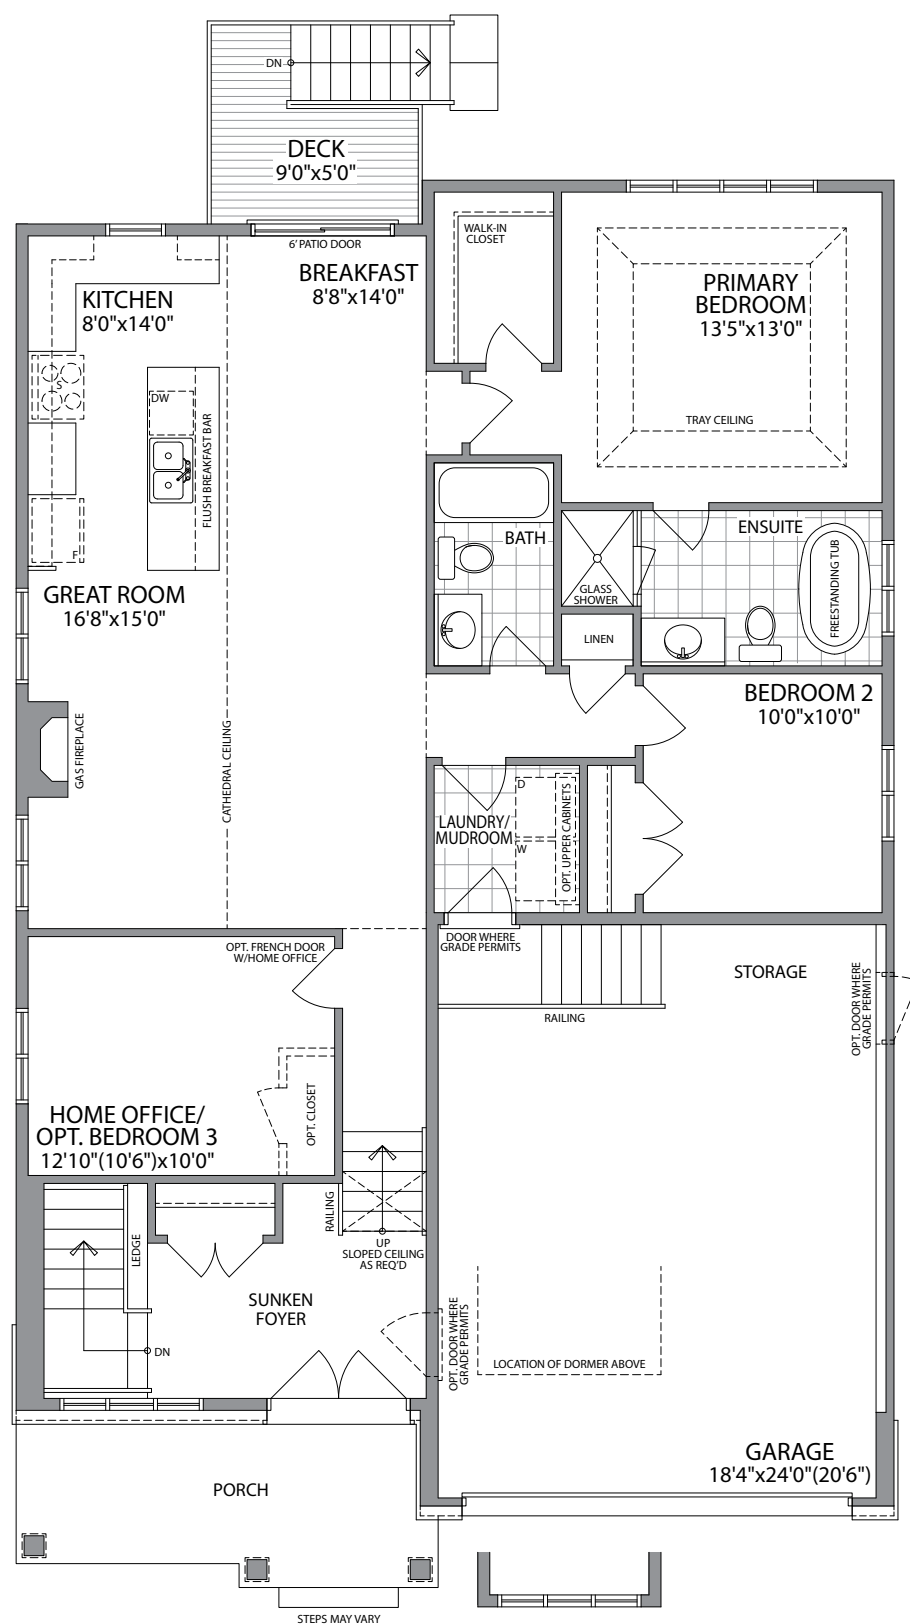 DN
DECK
9'0"x5'0"
6' PATIO DOOR
WALK-IN
CLOSET
KITCHEN
8'0"x14'0"
BREAKFAST
8'8"x14'0"
PRIMARY
BEDROOM
13'5"x13'0"
TRAY CEILING
S
DW
FLUSH BREAKFAST BAR
F
BATH
ENSUITE
FREESTANDING TUB
GLASS
SHOWER
LINEN
GREAT ROOM
16'8"x15'0"
GAS FIREPLACE
CATHEDRAL CEILING
BEDROOM 2
10'0"x10'0"
LAUNDRY/
MUDROOM
D
W
OPT. UPPER CABINETS
OPT. FRENCH DOOR
W/HOME OFFICE
DOOR WHERE
GRADE PERMITS
STORAGE
RAILING
OPT. DOOR WHERE
GRADE PERMITS
HOME OFFICE/
OPT. BEDROOM 3
12'10"(10'6")x10'0"
OPT. CLOSET
LEDGE
DN
RAILING
UP
SLOPED CEILING
AS REQ'D
SUNKEN
FOYER
OPT. DOOR WHERE
GRADE PERMITS
LOCATION OF DORMER ABOVE
GARAGE
18'4"x24'0"(20'6")
PORCH
STEPS MAY VARY